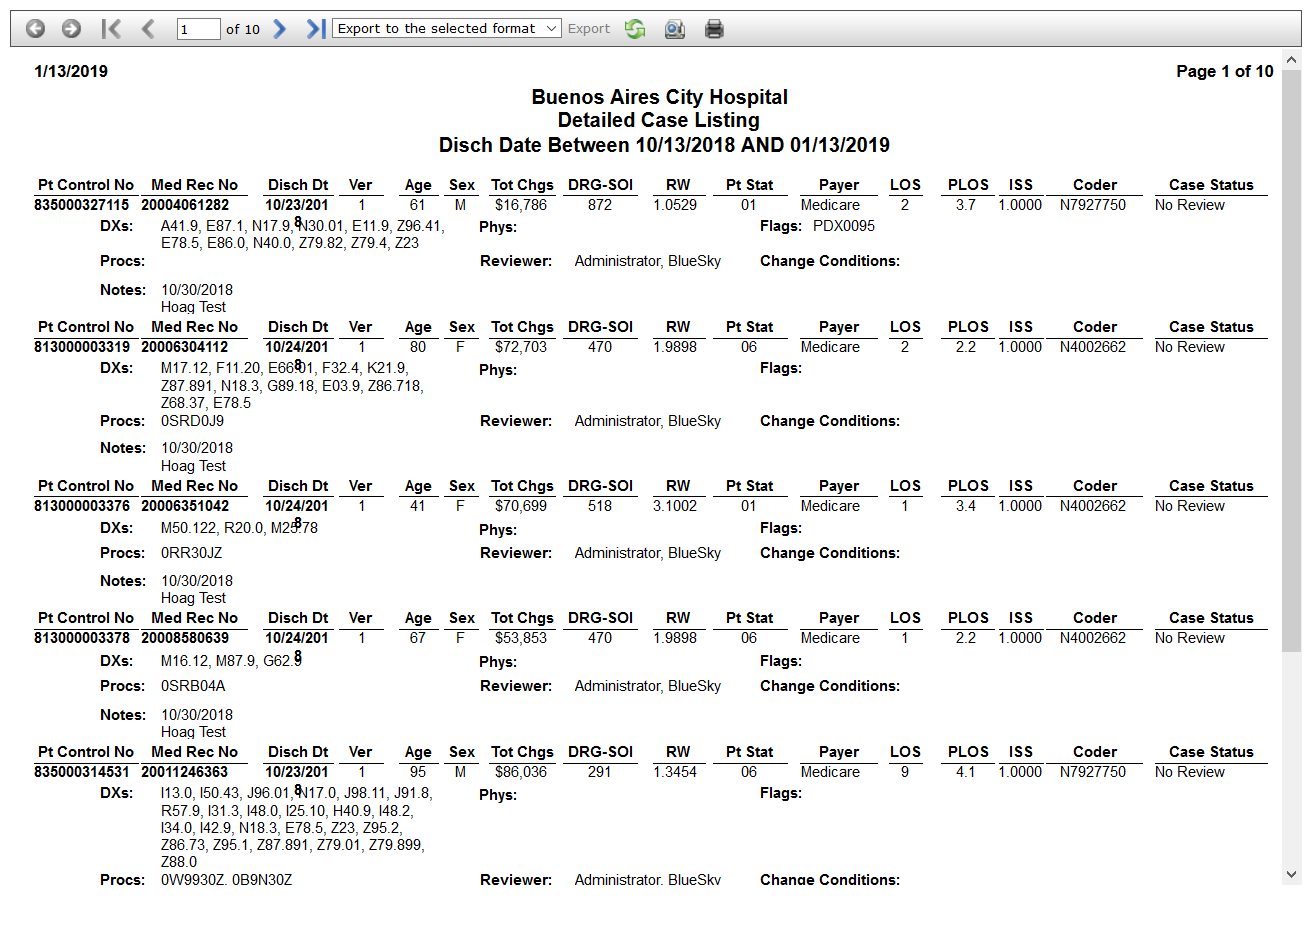 1 of 10 Export to the selected format Export
1/13/2019 Page 1 of 10
Buenos Aires City Hospital
Detailed Case Listing
Disch Date Between 10/13/2018 AND 01/13/2019
Pt Control No Med Rec No Disch Dt Ver Age Sex Tot Chgs DRG-SOI RW Pt Stat Payer LOS PLOS ISS Coder Case Status
835000327115 20004061282 10/23/201 1 61 M $16,786 872 1.0529 01 Medicare 2 3.7 1.0000 N7927750 No Review
8
DXs: A41.9, E87.1, N17.9, N30.01, E11.9, Z96.41, Phys: Flags: PDX0095
E78.5, E86.0, N40.0, Z79.82, Z79.4, Z23
Procs: Reviewer: Administrator, BlueSky Change Conditions:
Notes: 10/30/2018
Hoag Test
Pt Control No Med Rec No Disch Dt Ver Age Sex Tot Chgs DRG-SOI RW Pt Stat Payer LOS PLOS ISS Coder Case Status
813000003319 20006304112 10/24/201 1 80 F $72,703 470 1.9898 06 Medicare 2 2.2 1.0000 N4002662 No Review
8
DXs: M17.12, F11.20, E66.01, F32.4, K21.9, Phys: Flags:
Z87.891, N18.3, G89.18, E03.9, Z86.718,
Z68.37, E78.5
Procs: 0SRD0J9 Reviewer: Administrator, BlueSky Change Conditions:
Notes: 10/30/2018
Hoag Test
Pt Control No Med Rec No Disch Dt Ver Age Sex Tot Chgs DRG-SOI RW Pt Stat Payer LOS PLOS ISS Coder Case Status
813000003376 20006351042 10/24/201 1 41 F $70,699 518 3.1002 01 Medicare 1 3.4 1.0000 N4002662 No Review
8
DXs: M50.122, R20.0, M25.78 Phys: Flags:
Procs: 0RR30JZ Reviewer: Administrator, BlueSky Change Conditions:
Notes: 10/30/2018
Hoag Test
Pt Control No Med Rec No Disch Dt Ver Age Sex Tot Chgs DRG-SOI RW Pt Stat Payer LOS PLOS ISS Coder Case Status
813000003378 20008580639 10/24/201 1 67 F $53,853 470 1.9898 06 Medicare 1 2.2 1.0000 N4002662 No Review
8
DXs: M16.12, M87.9, G62.9 Phys: Flags:
Procs: 0SRB04A Reviewer: Administrator, BlueSky Change Conditions:
Notes: 10/30/2018
Hoag Test
Pt Control No Med Rec No Disch Dt Ver Age Sex Tot Chgs DRG-SOI RW Pt Stat Payer LOS PLOS ISS Coder Case Status
835000314531 20011246363 10/23/201 1 95 M $86,036 291 1.3454 06 Medicare 9 4.1 1.0000 N7927750 No Review
8
DXs: I13.0, I50.43, J96.01, N17.0, J98.11, J91.8, Phys: Flags:
R57.9, I31.3, I48.0, I25.10, H40.9, I48.2,
I34.0, I42.9, N18.3, E78.5, Z23, Z95.2,
Z86.73, Z95.1, Z87.891, Z79.01, Z79.899,
Z88.0
Procs: 0W9930Z, 0B9N30Z Reviewer: Administrator, BlueSky Change Conditions: